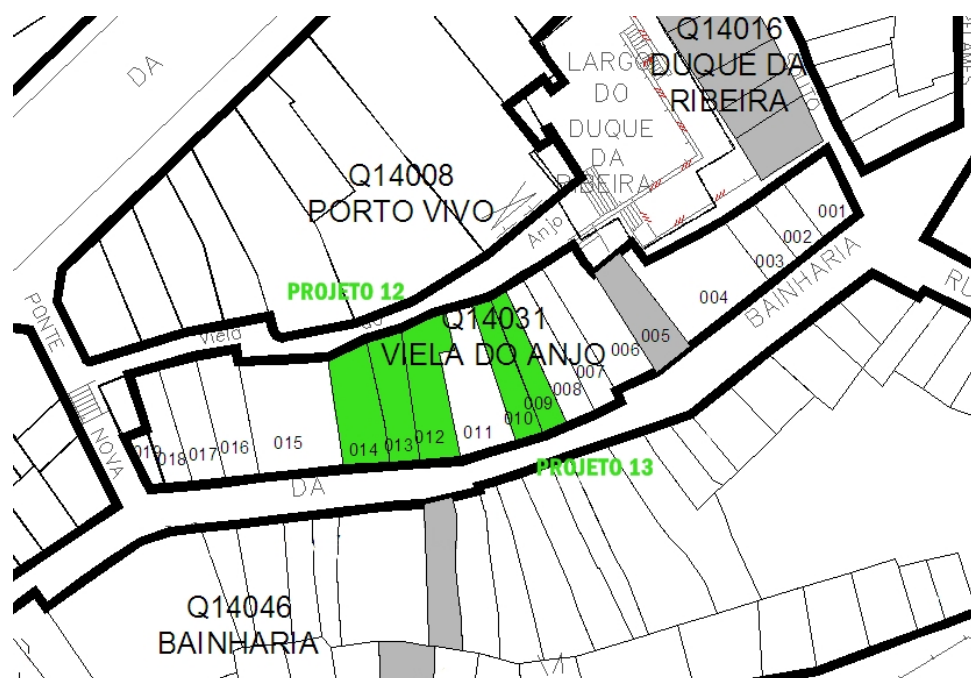 DA
Q14016
DUQUE DA
RIBEIRA
LARGO
DO
DUQUE
DA
RIBEIRA
Q14008
PORTO VIVO
Anjo
PROJETO 12
Viela
do
PONTE
NOVA
Q14031
VIELA DO ANJO
001
002
003
004
005
006
007
008
009
010
011
012
013
014
015
016
017
018
019
BAINHARIA
DA
PROJETO 13
Q14046
BAINHARIA